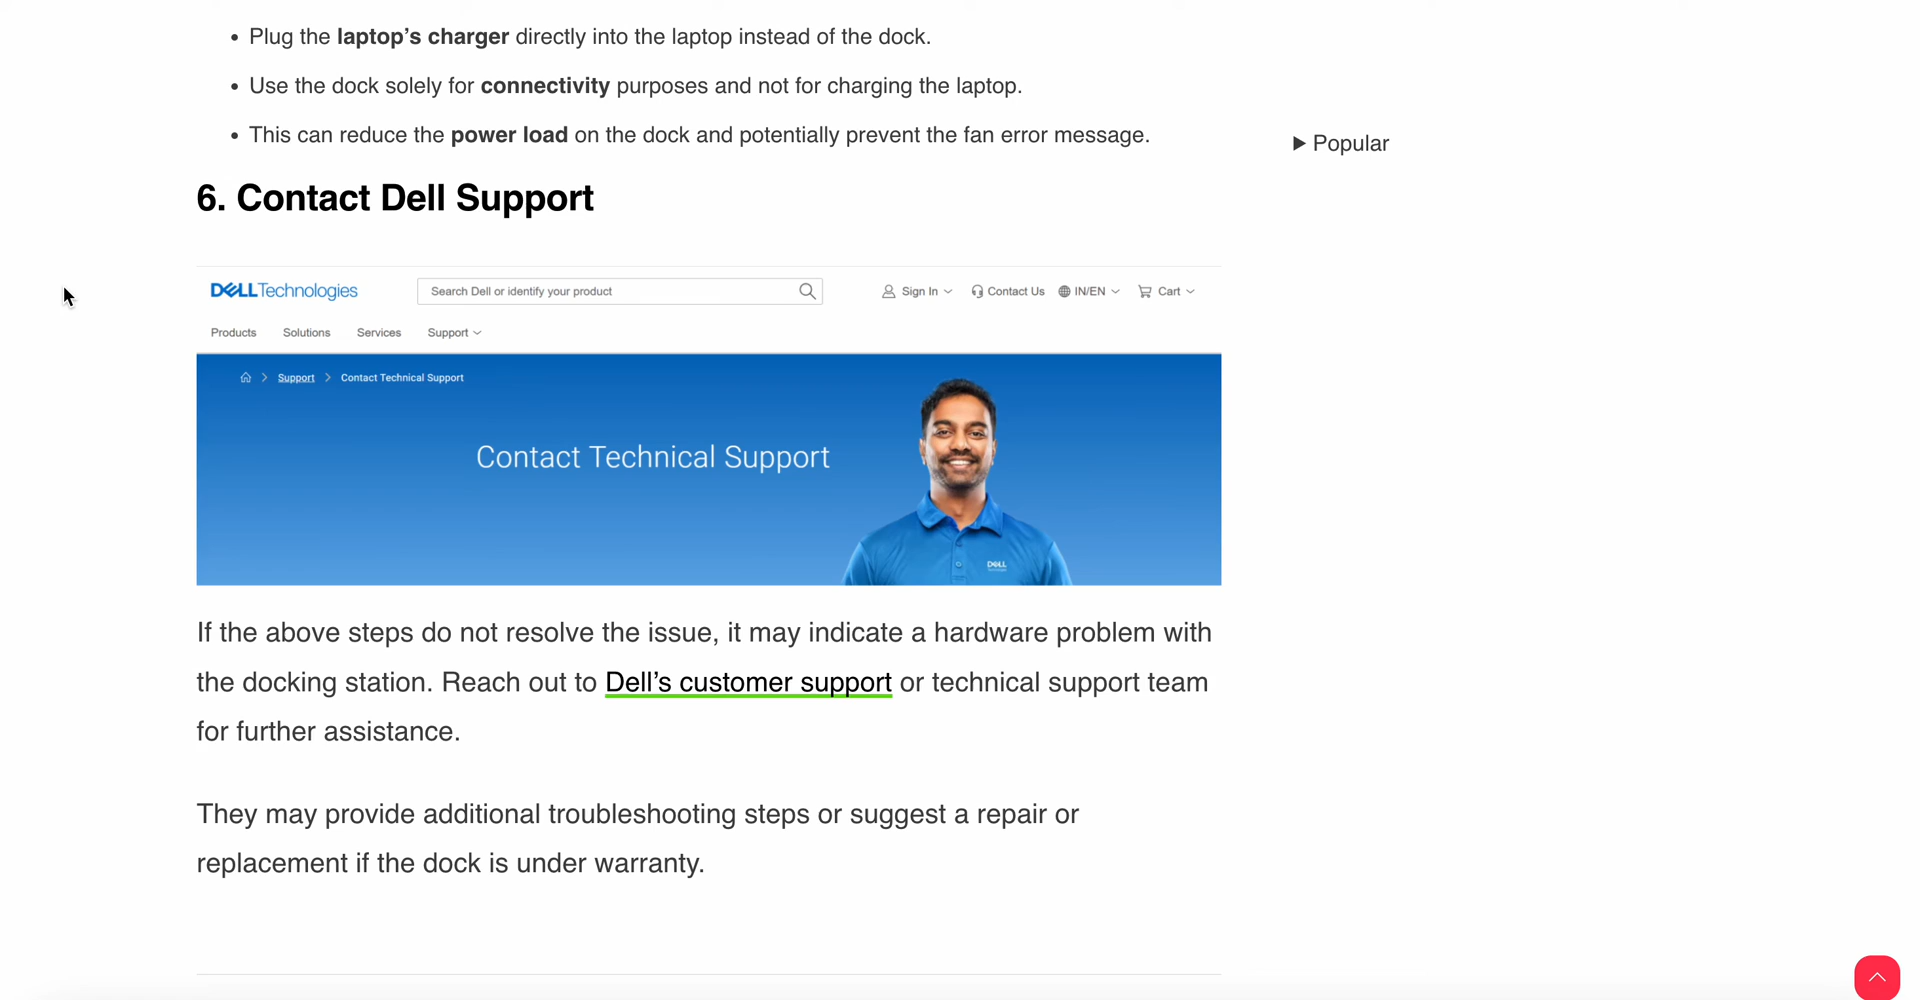 Plug the laptop’s charger directly into the laptop instead of the dock.
Use the dock solely for connectivity purposes and not for charging the laptop.
This can reduce the power load on the dock and potentially prevent the fan error message.
Popular
6. Contact Dell Support
DELLTechnologies
Search Dell or identify your product
Sign In
Contact Us
IN/EN
Cart
Products
Solutions
Services
Support
Support
Contact Technical Support
Contact Technical Support
DELL
If the above steps do not resolve the issue, it may indicate a hardware problem with
the docking station. Reach out to Dell’s customer support or technical support team
for further assistance.
They may provide additional troubleshooting steps or suggest a repair or
replacement if the dock is under warranty.